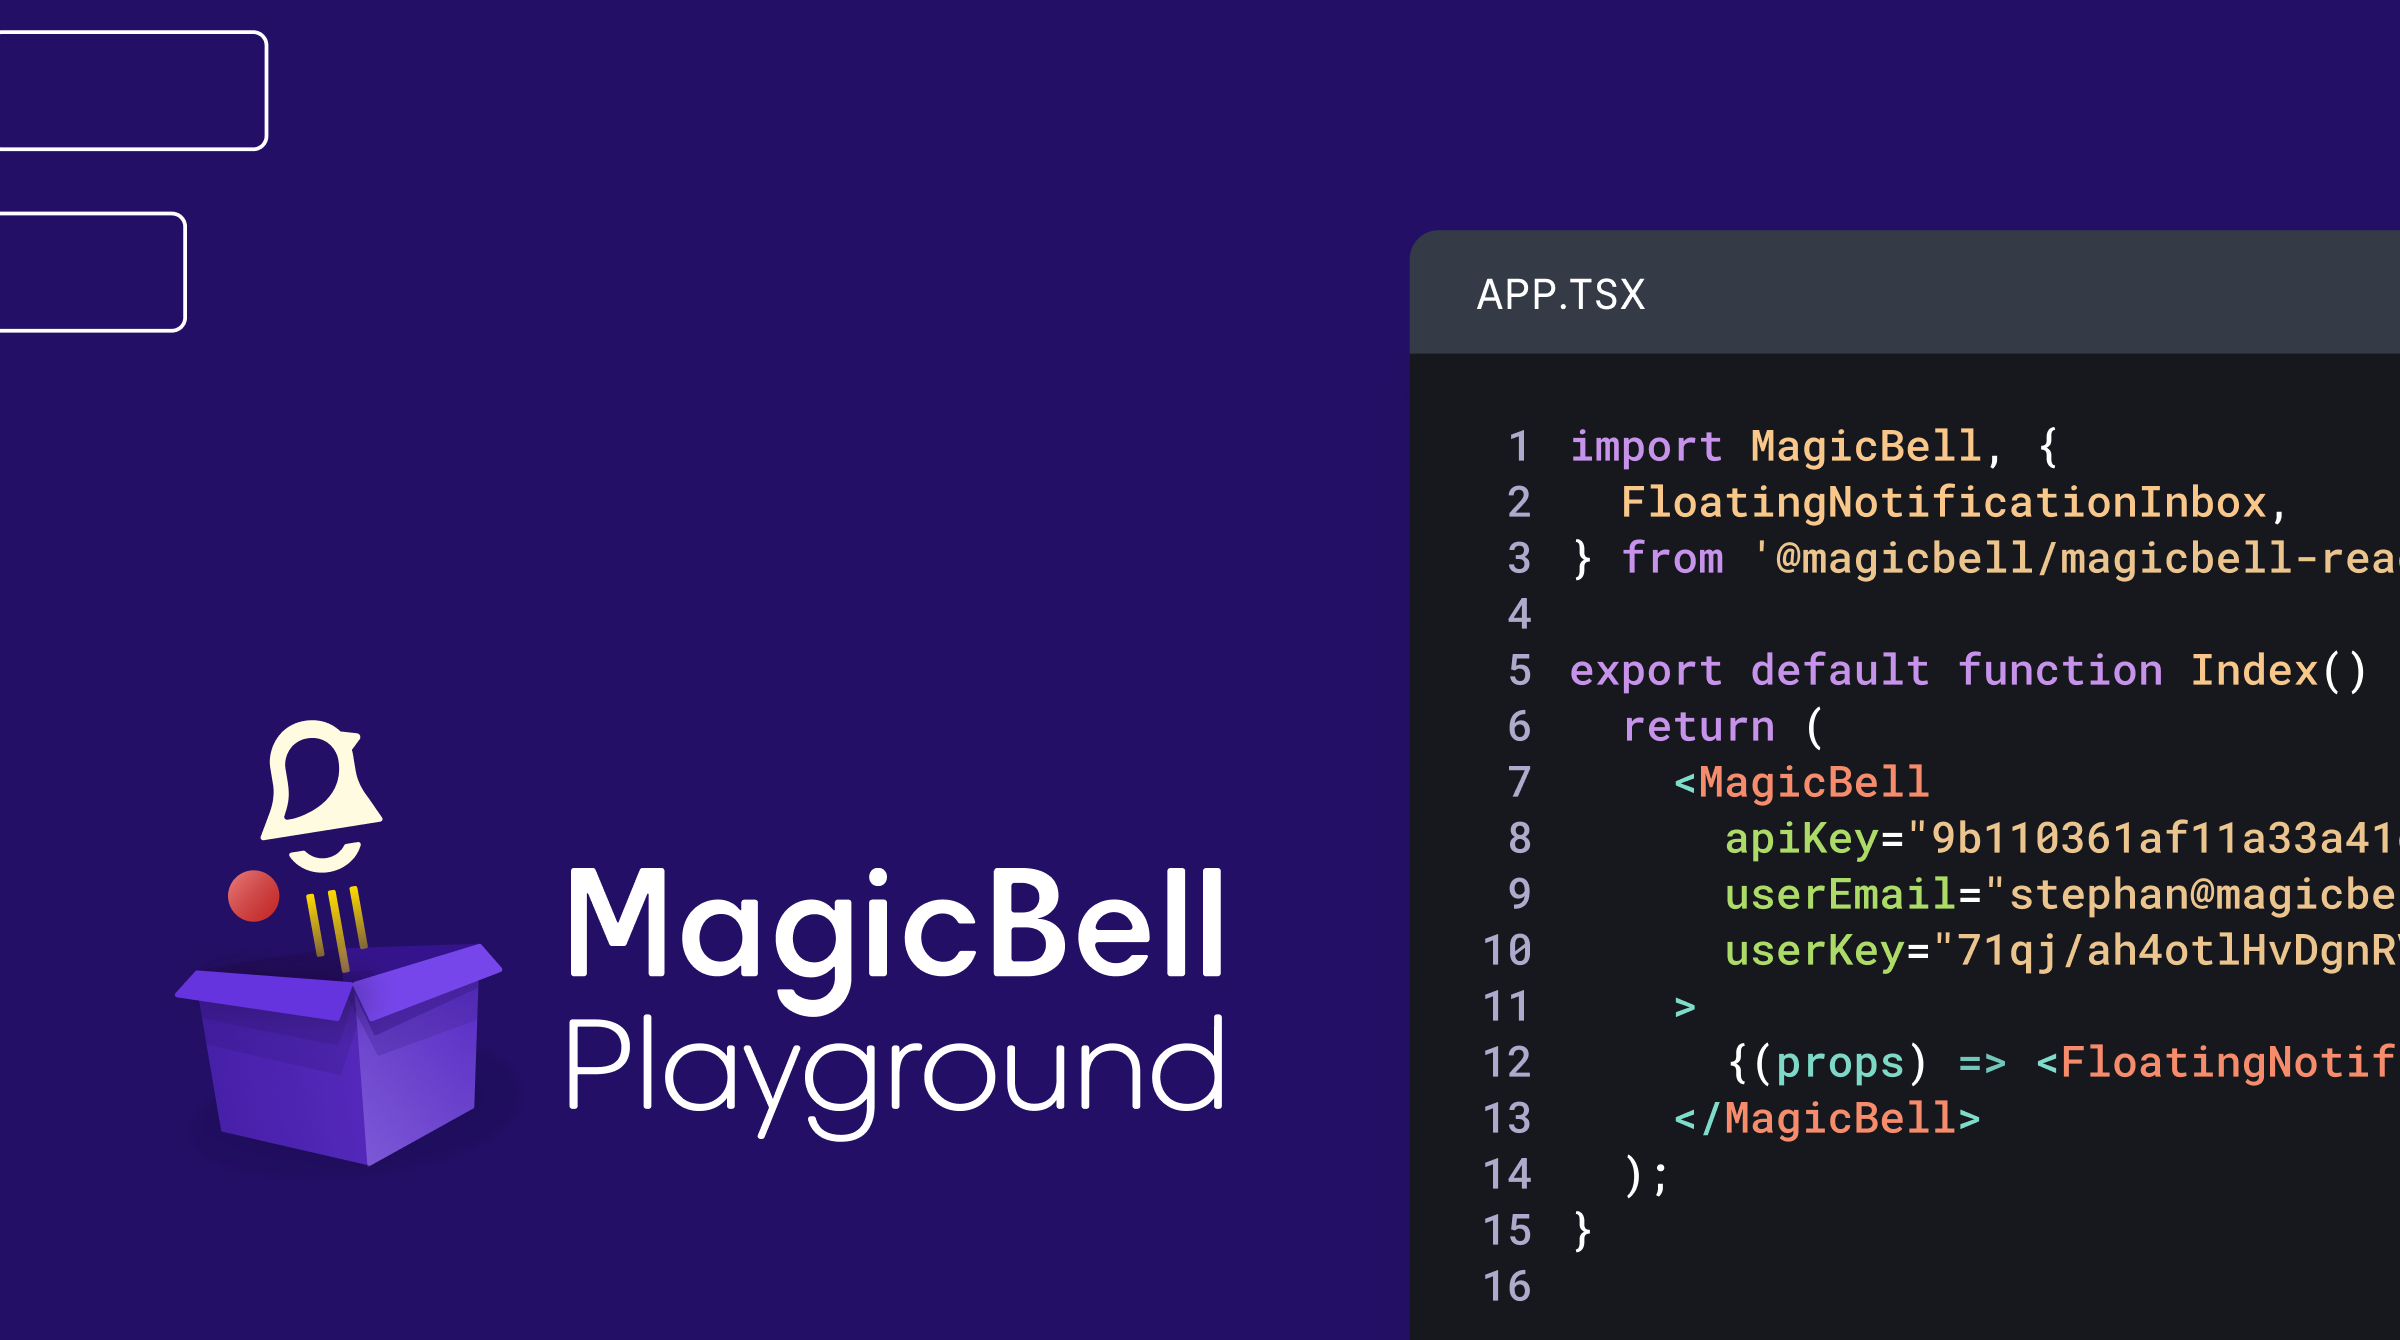 MagicBell
Playground
APP.TSX
1 import MagicBell, {
2   FloatingNotificationInbox,
3 } from '@magicbell/magicbell-rea
4
5 export default function Index()
6   return (
7     <MagicBell
8       apiKey="9b110361af11a33a41
9       userEmail="stephan@magicbe
10       userKey="71qj/ah4otlHvDgnR
11     >
12       {(props) => <FloatingNotif
13     </MagicBell>
14   );
15 }
16